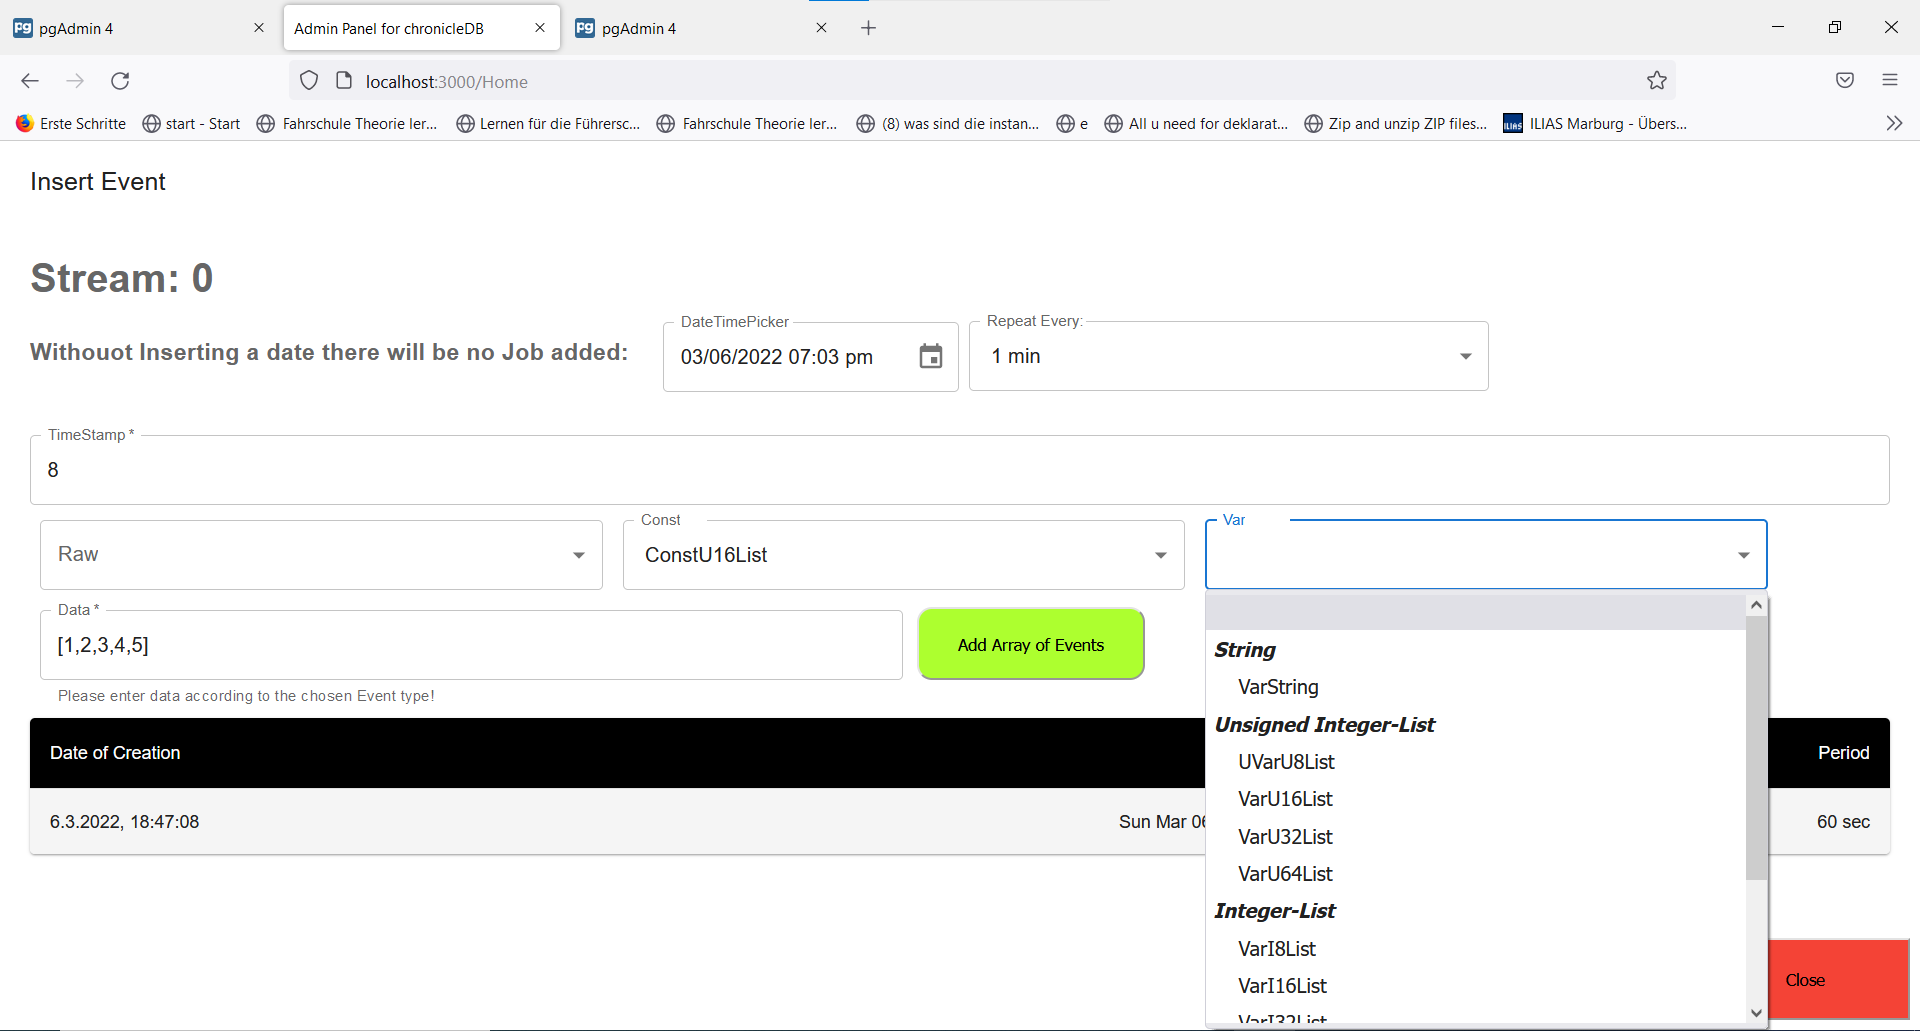 pgAdmin 4
Admin Panel for chronicleDB
pgAdmin 4
localhost:3000/Home
Erste Schritte
start - Start
Fahrschule Theorie ler...
Lernen für die Führersc...
Fahrschule Theorie ler...
(8) was sind die instan...
e
All u need for deklarat...
Zip and unzip ZIP files...
ILIAS Marburg - Übers...
Insert Event
Stream: 0
Withouot Inserting a date there will be no Job added:
DateTimePicker
03/06/2022 07:03 pm
Repeat Every:
1 min
TimeStamp *
8
Raw
Const
ConstU16List
Var
Data *
[1,2,3,4,5]
Add Array of Events
Please enter data according to the chosen Event type!
String
VarString
Unsigned Integer-List
UVarU8List
VarU16List
VarU32List
VarU64List
Integer-List
VarI8List
VarI16List
VarI32List
Date of Creation
Period
6.3.2022, 18:47:08
Sun Mar 06
60 sec
Close